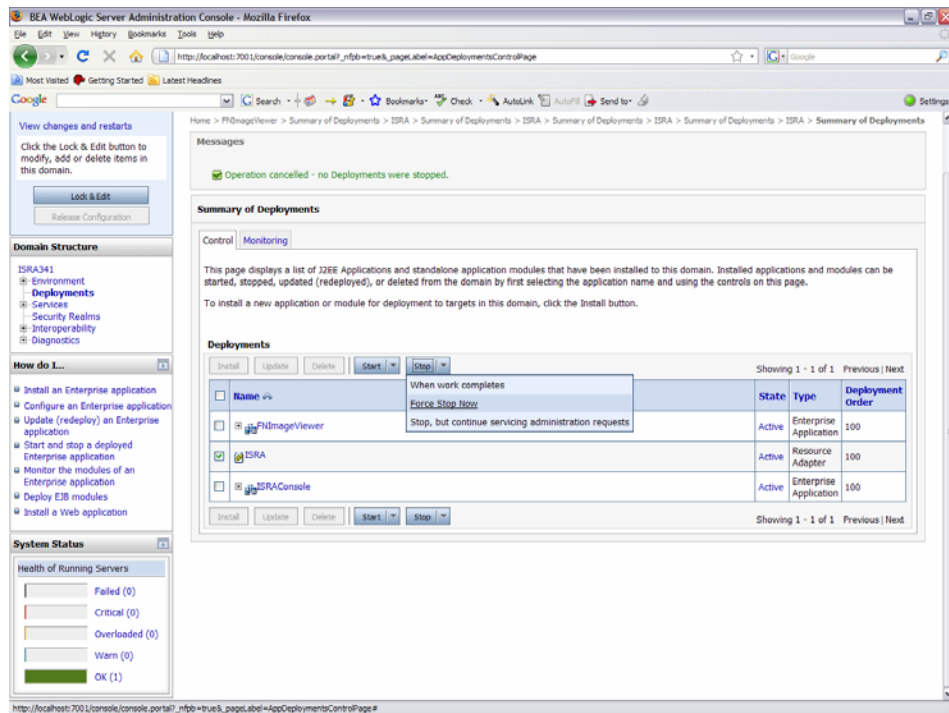 BEA WebLogic Server Administration Console - Mozilla Firefox
File Edit View History Bookmarks Tools Help
http://localhost:7001/console/console.portal?_nfpb=true&_pageLabel=AppDeploymentsControlPage
Google
Most Visited Getting Started Latest Headlines
Google Search Bookmarks Check AutoLink AutoFill Send to Settings
Home > FNImageViewer > Summary of Deployments > ISRA > Summary of Deployments > ISRA > Summary of Deployments > ISRA > Summary of Deployments > ISRA > Summary of Deployments
View changes and restarts
Click the Lock & Edit button to
modify, add or delete items in
this domain.
Lock & Edit
Release Configuration
Domain Structure
ISRA341
Environment
Deployments
Services
Security Realms
Interoperability
Diagnostics
How do I...
Install an Enterprise application
Configure an Enterprise application
Update (redeploy) an Enterprise
application
Start and stop a deployed
Enterprise application
Monitor the modules of an
Enterprise application
Deploy EJB modules
Install a Web application
System Status
Health of Running Servers
Failed (0)
Critical (0)
Overloaded (0)
Warn (0)
OK (1)
Messages
Operation cancelled - no Deployments were stopped.
Summary of Deployments
Control Monitoring
This page displays a list of J2EE Applications and standalone application modules that have been installed to this domain. Installed applications and modules can be
started, stopped, updated (redeployed), or deleted from the domain by first selecting the application name and using the controls on this page.
To install a new application or module for deployment to targets in this domain, click the Install button.
Deployments
Install Update Delete Start Stop Showing 1 - 1 of 1 Previous | Next
When work completes
Force Stop Now
Stop, but continue servicing administration requests
Name State Type Deployment
Order
FNImageViewer Active Enterprise
Application 100
ISRA Active Resource
Adapter 100
ISRAConsole Active Enterprise
Application 100
Install Update Delete Start Stop Showing 1 - 1 of 1 Previous | Next
http://localhost:7001/console/console.portal?_nfpb=true&_pageLabel=AppDeploymentsControlPage#